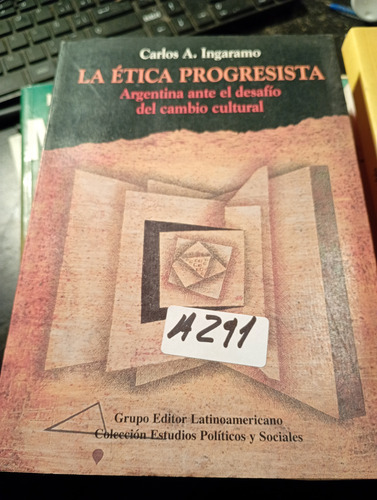 Carlos A. Ingaramo
LA ÉTICA PROGRESISTA
Argentina ante el desafío
del cambio cultural
A291
Grupo Editor Latinoamericano
Colección Estudios Políticos y Sociales